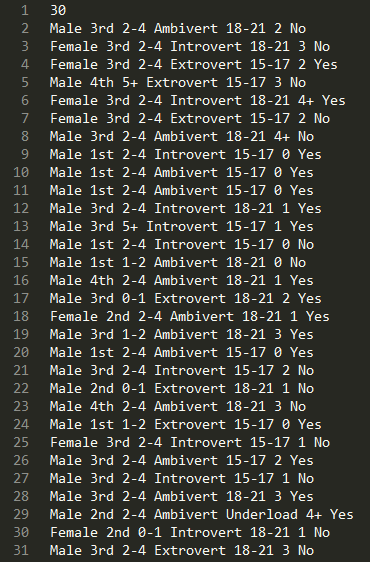 1 30
2 Male 3rd 2-4 Ambivert 18-21 2 No
3 Female 3rd 2-4 Introvert 18-21 3 No
4 Female 3rd 2-4 Extrovert 15-17 2 Yes
5 Male 4th 5+ Extrovert 15-17 3 No
6 Female 3rd 2-4 Introvert 18-21 4+ Yes
7 Female 3rd 2-4 Extrovert 15-17 2 No
8 Male 3rd 2-4 Ambivert 18-21 4+ No
9 Male 1st 2-4 Introvert 15-17 0 Yes
10 Male 1st 2-4 Ambivert 15-17 0 Yes
11 Male 1st 2-4 Ambivert 15-17 0 Yes
12 Male 3rd 2-4 Introvert 18-21 1 Yes
13 Male 3rd 5+ Introvert 15-17 1 Yes
14 Male 1st 2-4 Introvert 15-17 0 No
15 Male 1st 1-2 Ambivert 18-21 0 No
16 Male 4th 2-4 Ambivert 18-21 1 Yes
17 Male 3rd 0-1 Extrovert 18-21 2 Yes
18 Female 2nd 2-4 Ambivert 18-21 1 Yes
19 Male 3rd 1-2 Ambivert 18-21 3 Yes
20 Male 1st 2-4 Ambivert 15-17 0 Yes
21 Male 3rd 2-4 Introvert 15-17 2 No
22 Male 2nd 0-1 Extrovert 18-21 1 No
23 Male 4th 2-4 Ambivert 18-21 3 No
24 Male 1st 1-2 Extrovert 15-17 0 Yes
25 Female 3rd 2-4 Introvert 15-17 1 No
26 Male 3rd 2-4 Ambivert 15-17 2 Yes
27 Male 3rd 2-4 Introvert 15-17 1 No
28 Male 3rd 2-4 Ambivert 18-21 3 Yes
29 Male 2nd 2-4 Ambivert Underload 4+ Yes
30 Female 2nd 0-1 Introvert 18-21 1 No
31 Male 3rd 2-4 Extrovert 18-21 3 No